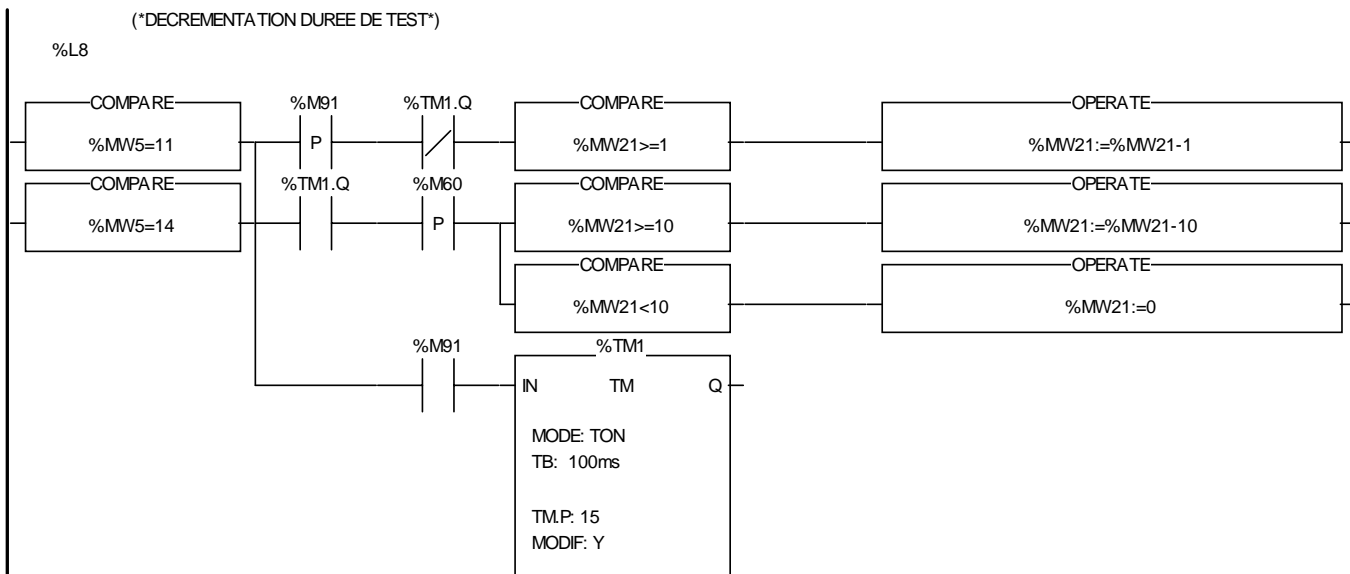 (*DECREMENTATION DUREE DE TEST*)
%L8
COMPARE %M91 %TM1.Q COMPARE OPERATE
%MW5=11 P %MW21>=1 %MW21:=%MW21-1
COMPARE %TM1.Q %M60 COMPARE OPERATE
%MW5=14 P %MW21>=10 %MW21:=%MW21-10
COMPARE OPERATE
%MW21<10 %MW21:=0
%M91 %TM1
IN TM Q
MODE: TON
TB: 100ms
TM.P: 15
MODIF: Y